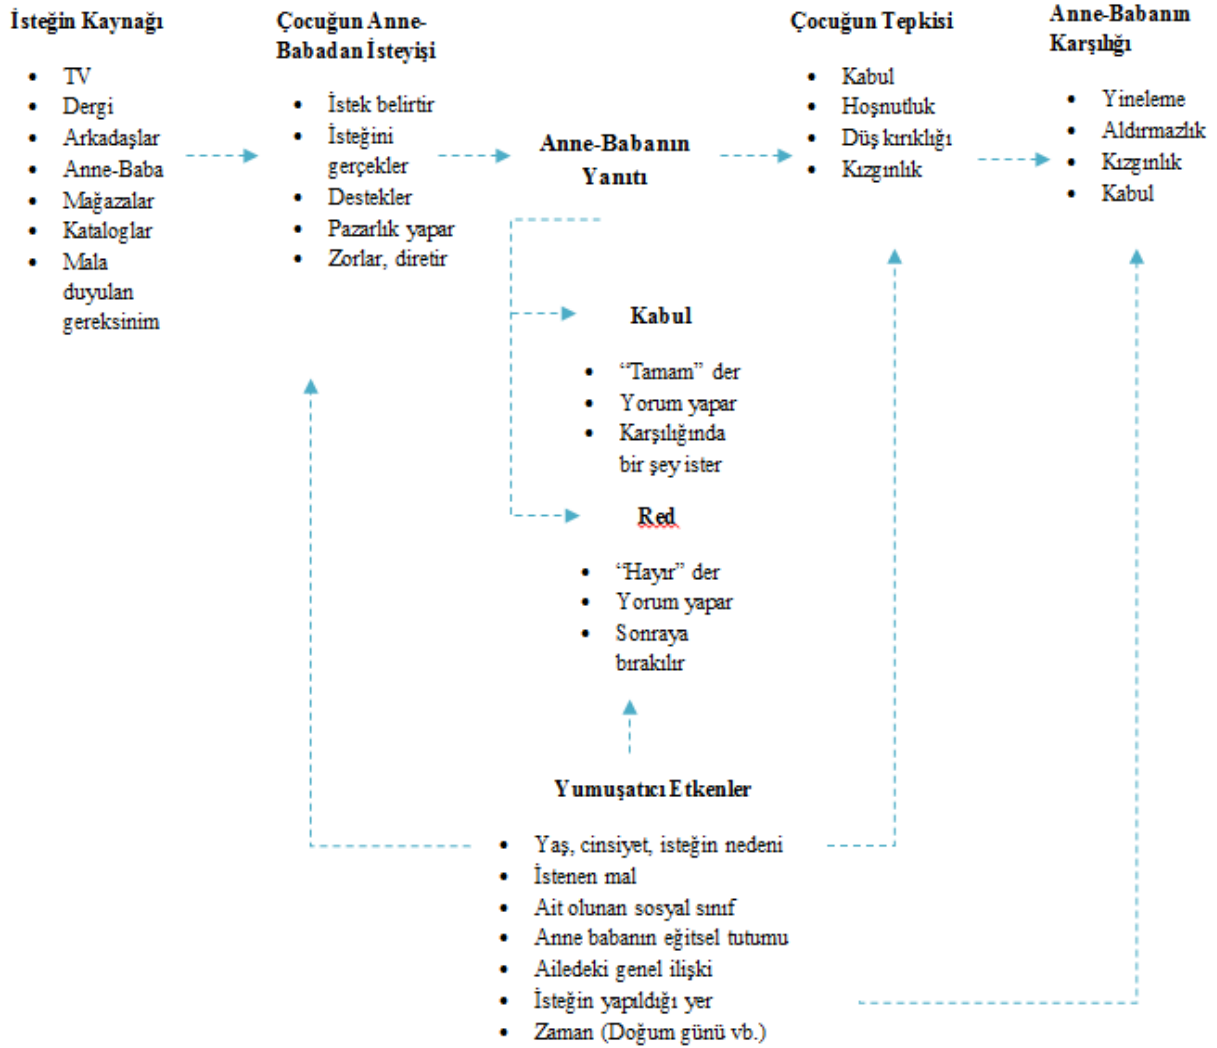 İsteğin Kaynağı
• TV
• Dergi
• Arkadaşlar
• Anne-Baba
• Mağazalar
• Kataloglar
• Mala
duyulan
gereksinim
Çocuğun Anne-
Babadan İsteyişi
• İstek belirtir
• İsteğini
gerçekler
• Destekler
• Pazarlık yapar
• Zorlar, diretir
Anne-Babanın
Yanıtı
Kabul
• “Tamam” der
• Yorum yapar
• Karşılığında
bir şey ister
Red
• “Hayır” der
• Yorum yapar
• Sonraya
bırakılır
Çocuğun Tepkisi
• Kabul
• Hoşnutluk
• Düş kırıklığı
• Kızgınlık
Anne-Babanın
Karşılığı
• Yineleme
• Aldırmazlık
• Kızgınlık
• Kabul
Yumuşatıcı Etkenler
• Yaş, cinsiyet, isteğin nedeni
• İstenen mal
• Ait olunan sosyal sınıf
• Anne babanın eğitsel tutumu
• Ailedeki genel ilişki
• İsteğin yapıldığı yer
• Zaman (Doğum günü vb.)